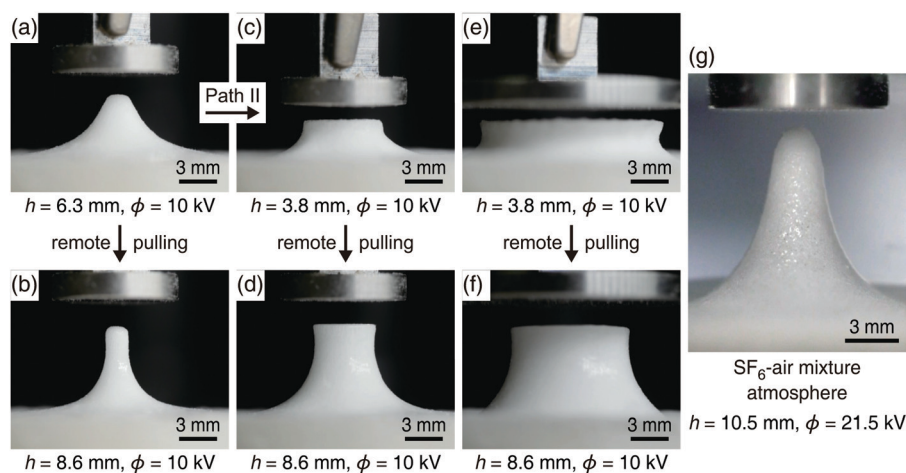 (a)
(c)
(e)
(g)
Path II
3 mm
3 mm
3 mm
h = 6.3 mm, ϕ = 10 kV
h = 3.8 mm, ϕ = 10 kV
h = 3.8 mm, ϕ = 10 kV
remote pulling
remote pulling
remote pulling
(b)
(d)
(f)
3 mm
3 mm
3 mm
3 mm
h = 8.6 mm, ϕ = 10 kV
h = 8.6 mm, ϕ = 10 kV
h = 8.6 mm, ϕ = 10 kV
SF₆-air mixture
atmosphere
h = 10.5 mm, ϕ = 21.5 kV